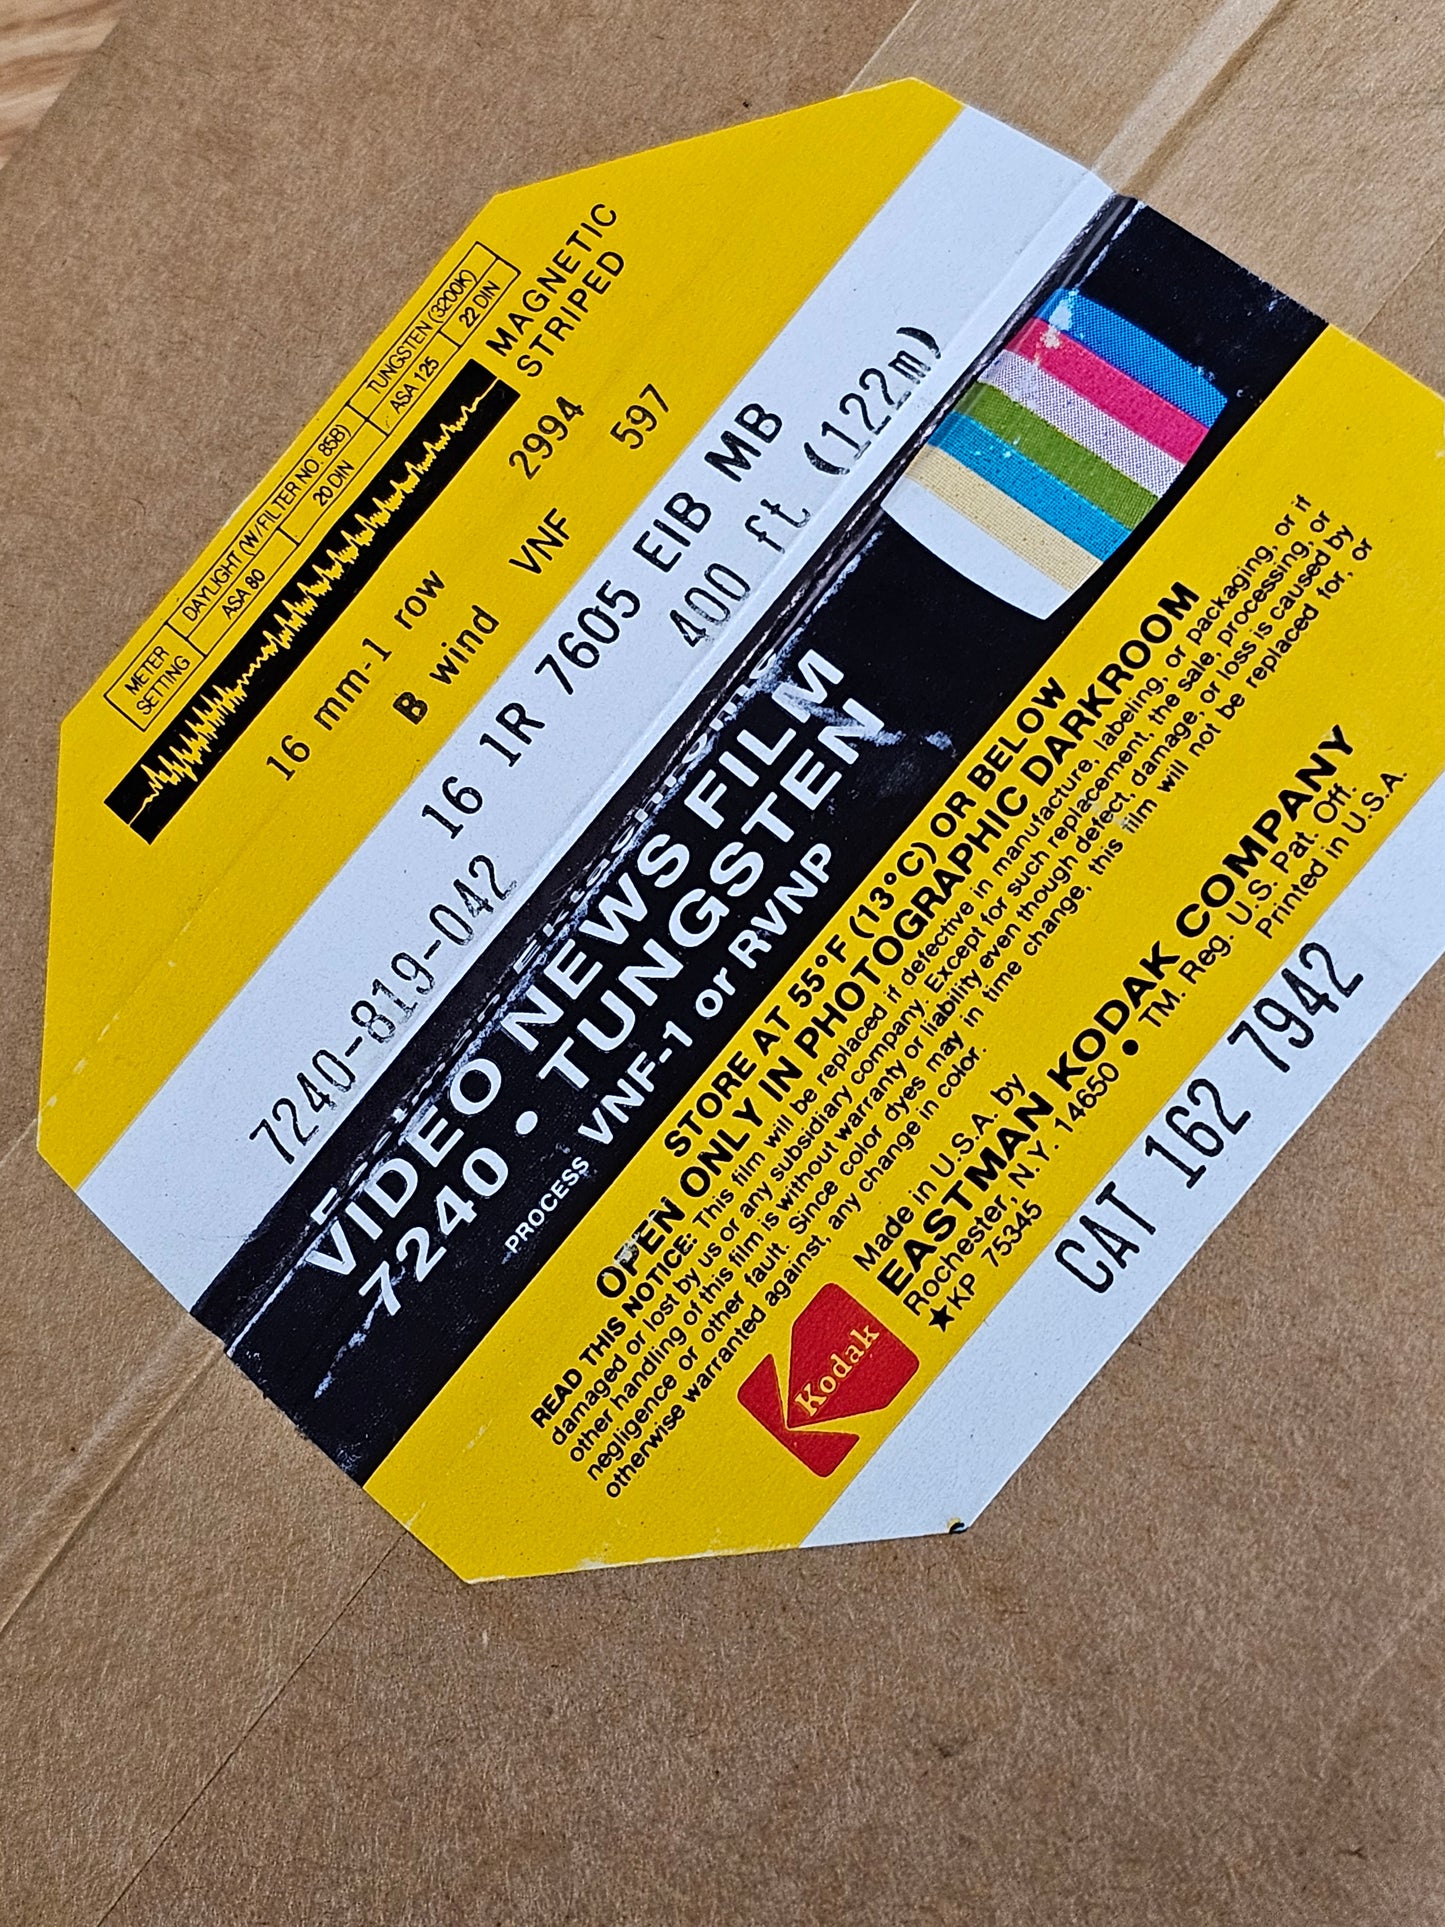 METER SETTING
DAYLIGHT (W/FILTER NO. 85B)
TUNGSTEN (3200K)
ASA 80
20 DIN
ASA 125
22 DIN
MAGNETIC
STRIPED
16 mm-1 row
2994
B wind
VNF
597
16 1R 7605 EIB MB
7240-819-042
400 ft (122m)
Ektachrome
VIDEO NEWS FILM
7240 • TUNGSTEN
PROCESS VNF-1 or RVNP
STORE AT 55°F (13°C) OR BELOW
OPEN ONLY IN PHOTOGRAPHIC DARKROOM
READ THIS NOTICE: This film will be replaced if defective in manufacture, labeling, or packaging, or if
damaged or lost by us or any subsidiary company. Except for such replacement, the sale, processing, or
other handling of this film is without warranty or liability even though defect, damage, or loss is caused by
negligence or other fault. Since color dyes may in time change, this film will not be replaced for, or
otherwise warranted against, any change in color.
Kodak
Made in U.S.A. by
EASTMAN KODAK COMPANY
Rochester, N.Y. 14650 • TM. Reg. U.S. Pat. Off.
★KP 75345
Printed in U.S.A.
CAT 162 7942